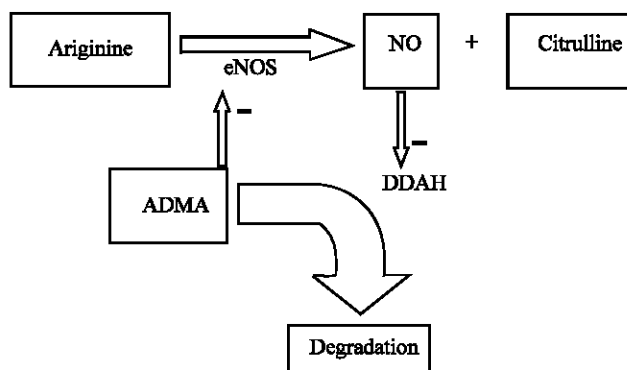 Ariginine
NO + Citrulline
eNOS
–
–
DDAH
ADMA
Degradation